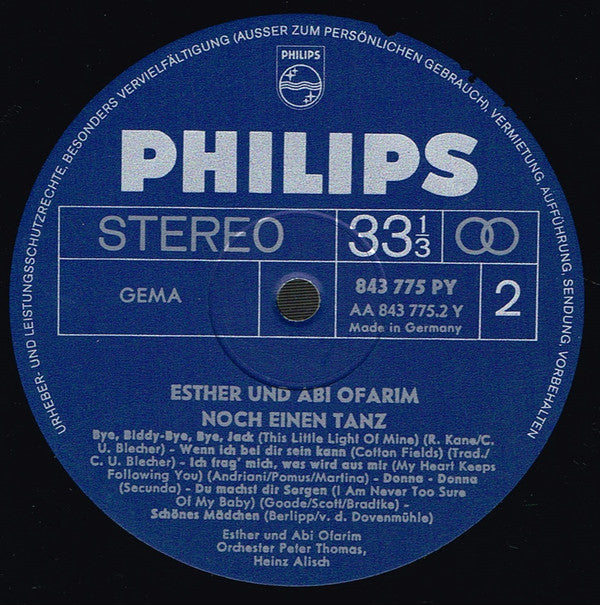 URHEBER- UND LEISTUNGSSCHUTZRECHTE, BESONDERS VERVIELFÄLTIGUNG (AUSSER ZUM PERSÖNLICHEN GEBRAUCH), VERMIETUNG, AUFFÜHRUNG, SENDUNG, VORBEHALTEN
PHILIPS
PHILIPS
STEREO
33 1/3
GEMA
843 775 PY
AA 843 775.2 Y
Made in Germany
2
ESTHER UND ABI OFARIM
NOCH EINEN TANZ
Bye, Biddy-Bye, Bye, Jack (This Little Light Of Mine) (R. Kane/C.
U. Blecher) - Wenn ich bei dir sein kann (Cotton Fields) (Trad./
C. U. Blecher) - Ich frag' mich, was wird aus mir (My Heart Keeps
Following You) (Andriani/Pomus/Martina) - Donna - Donna
(Secunda) - Du machst dir Sorgen (I Am Never Too Sure
Of My Baby) (Goode/Scott/Bradtke) -
Schönes Mädchen (Berlipp/v. d. Dovenmühle)
Esther und Abi Ofarim
Orchester Peter Thomas,
Heinz Alisch